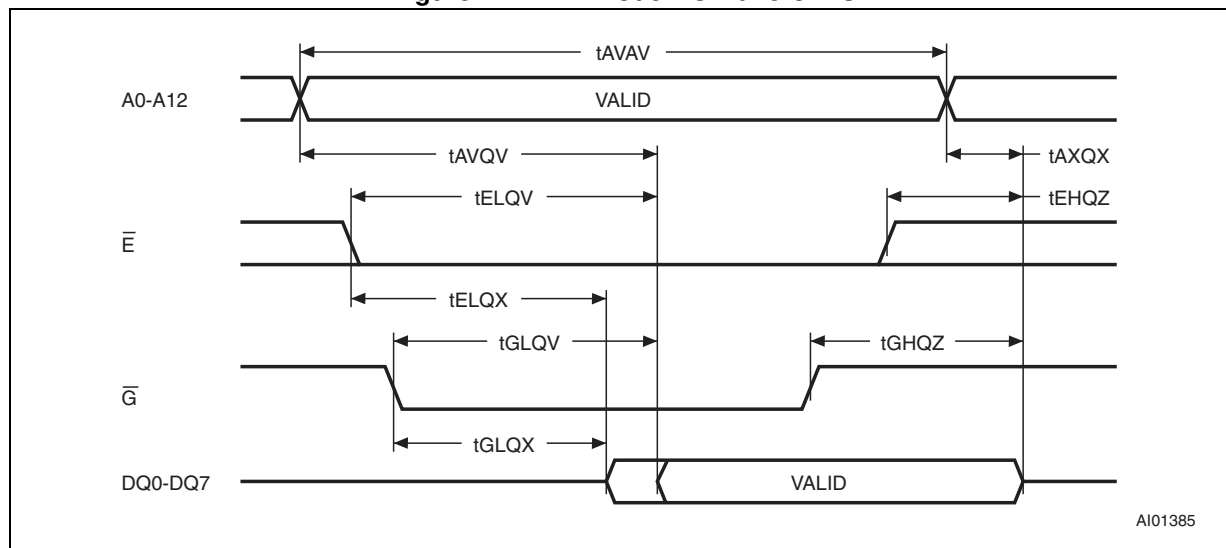 tAVAV
A0-A12 VALID
tAVQV tAXQX
tELQV tEHQZ
E̅
tELQX
tGLQV tGHQZ
G̅
tGLQX
DQ0-DQ7 VALID
AI01385